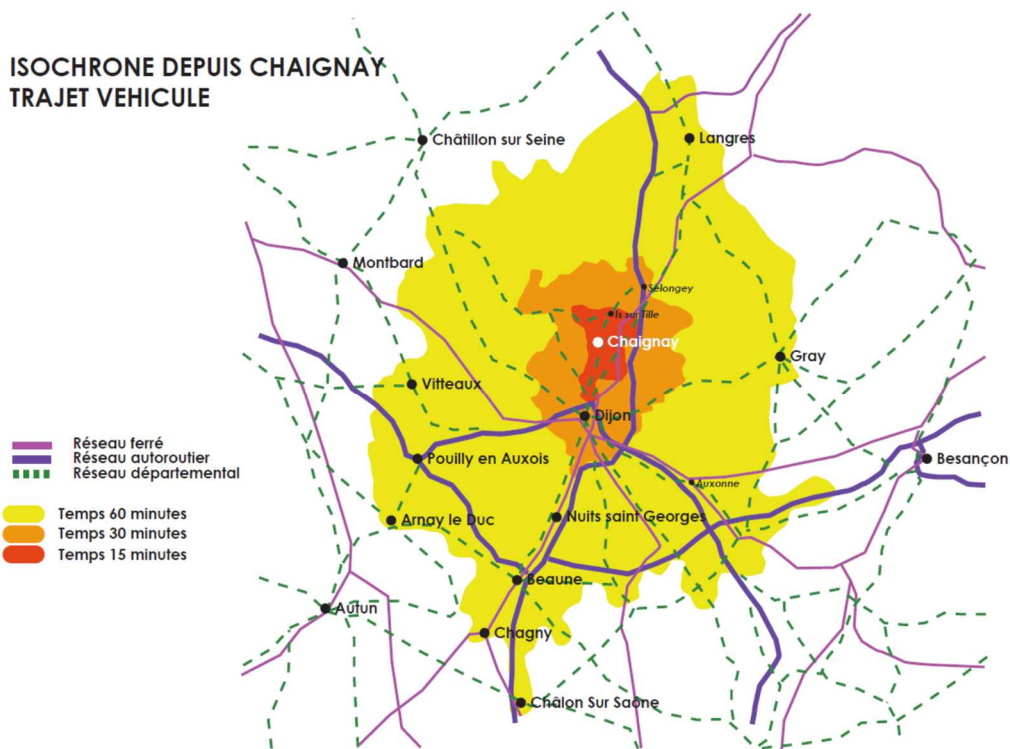 ISOCHRONE DEPUIS CHAIGNAY
TRAJET VEHICULE
Châtillon sur Seine
Langres
Montbard
Sélongey
Is sur Tille
Chaignay
Gray
Vitteaux
Dijon
Réseau ferré
Réseau autoroutier
Réseau départemental
Pouilly en Auxois
Besançon
Auxonne
Temps 60 minutes
Temps 30 minutes
Temps 15 minutes
Arnay le Duc
Nuits saint Georges
Beaune
Autun
Chagny
Châlon Sur Saône